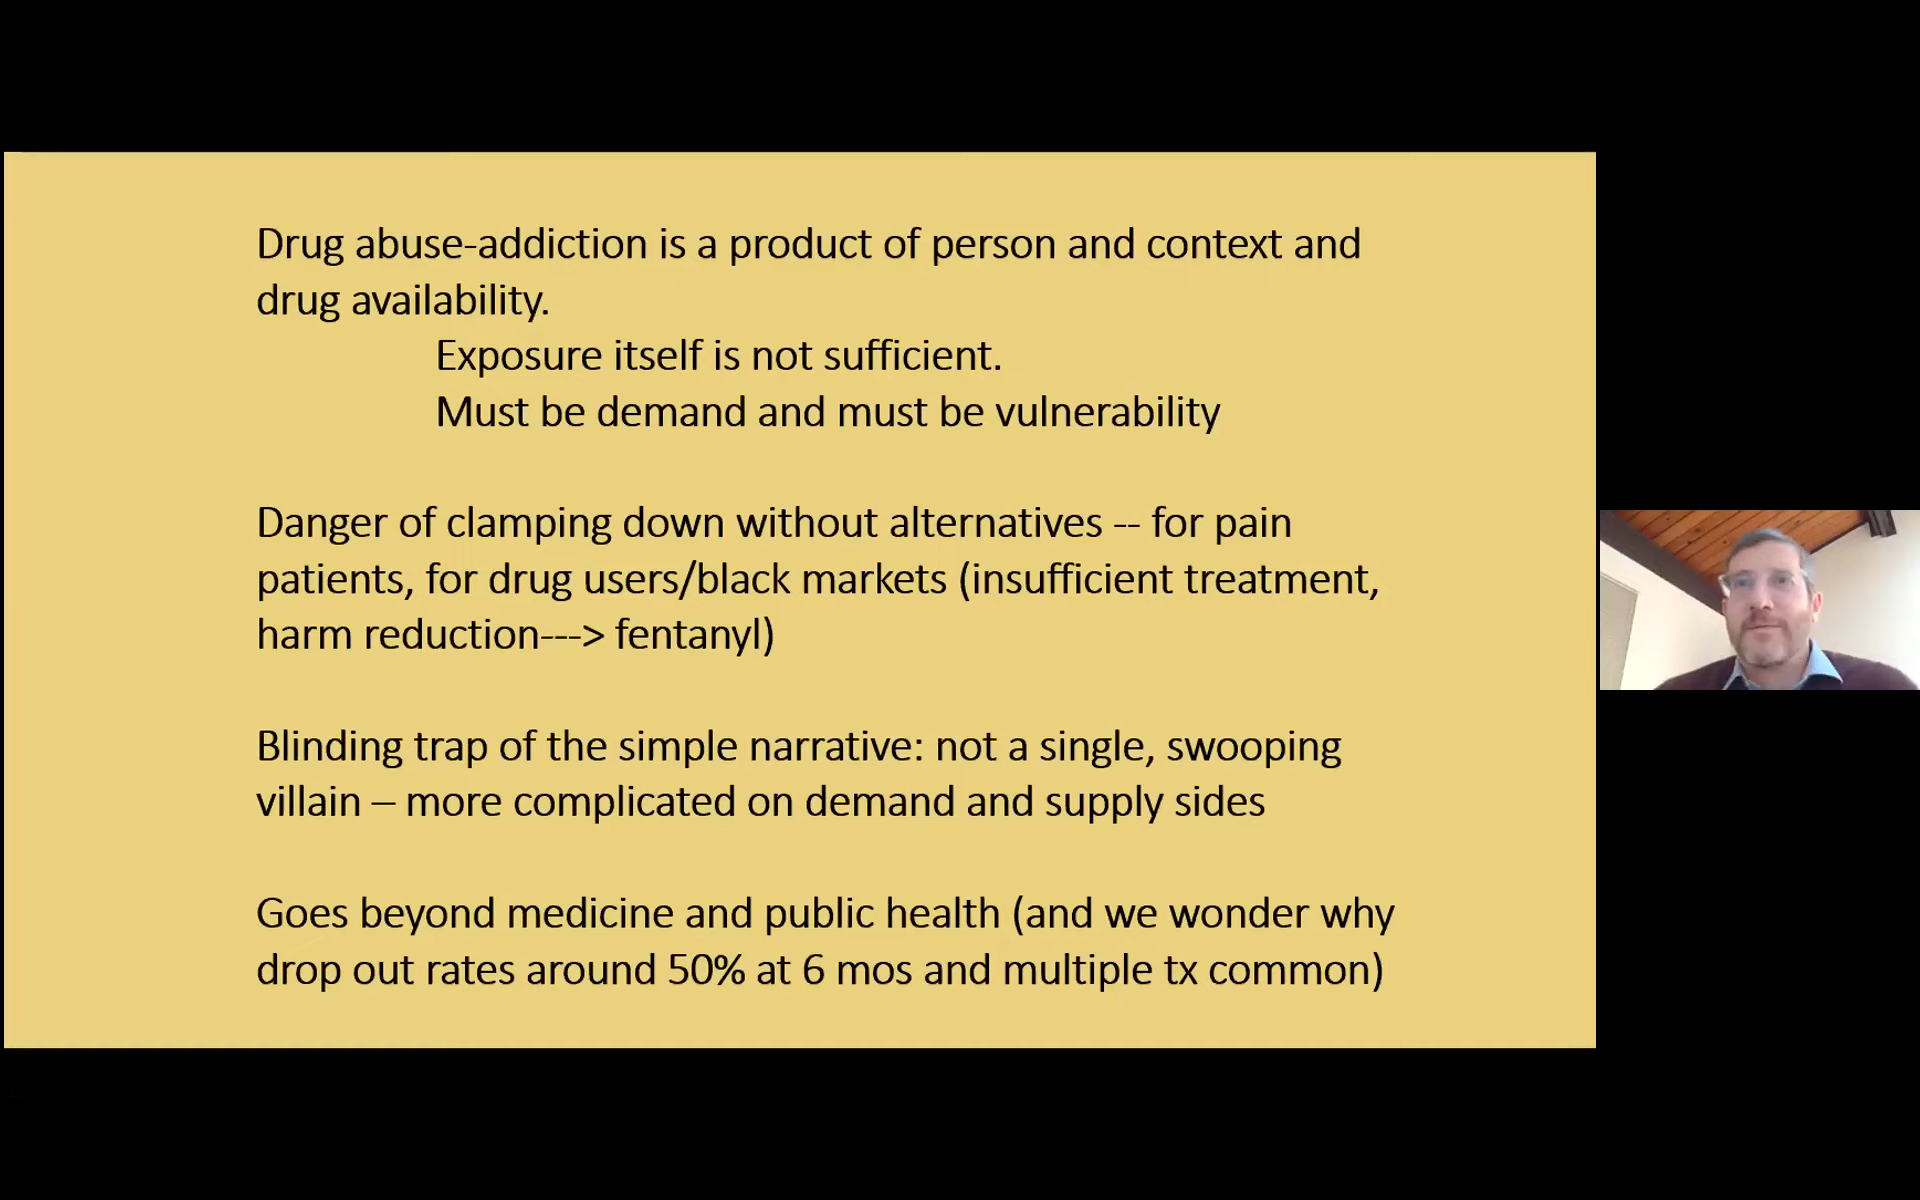 Drug abuse-addiction is a product of person and context and
drug availability.
Exposure itself is not sufficient.
Must be demand and must be vulnerability
Danger of clamping down without alternatives -- for pain
patients, for drug users/black markets (insufficient treatment,
harm reduction---> fentanyl)
Blinding trap of the simple narrative: not a single, swooping
villain – more complicated on demand and supply sides
Goes beyond medicine and public health (and we wonder why
drop out rates around 50% at 6 mos and multiple tx common)